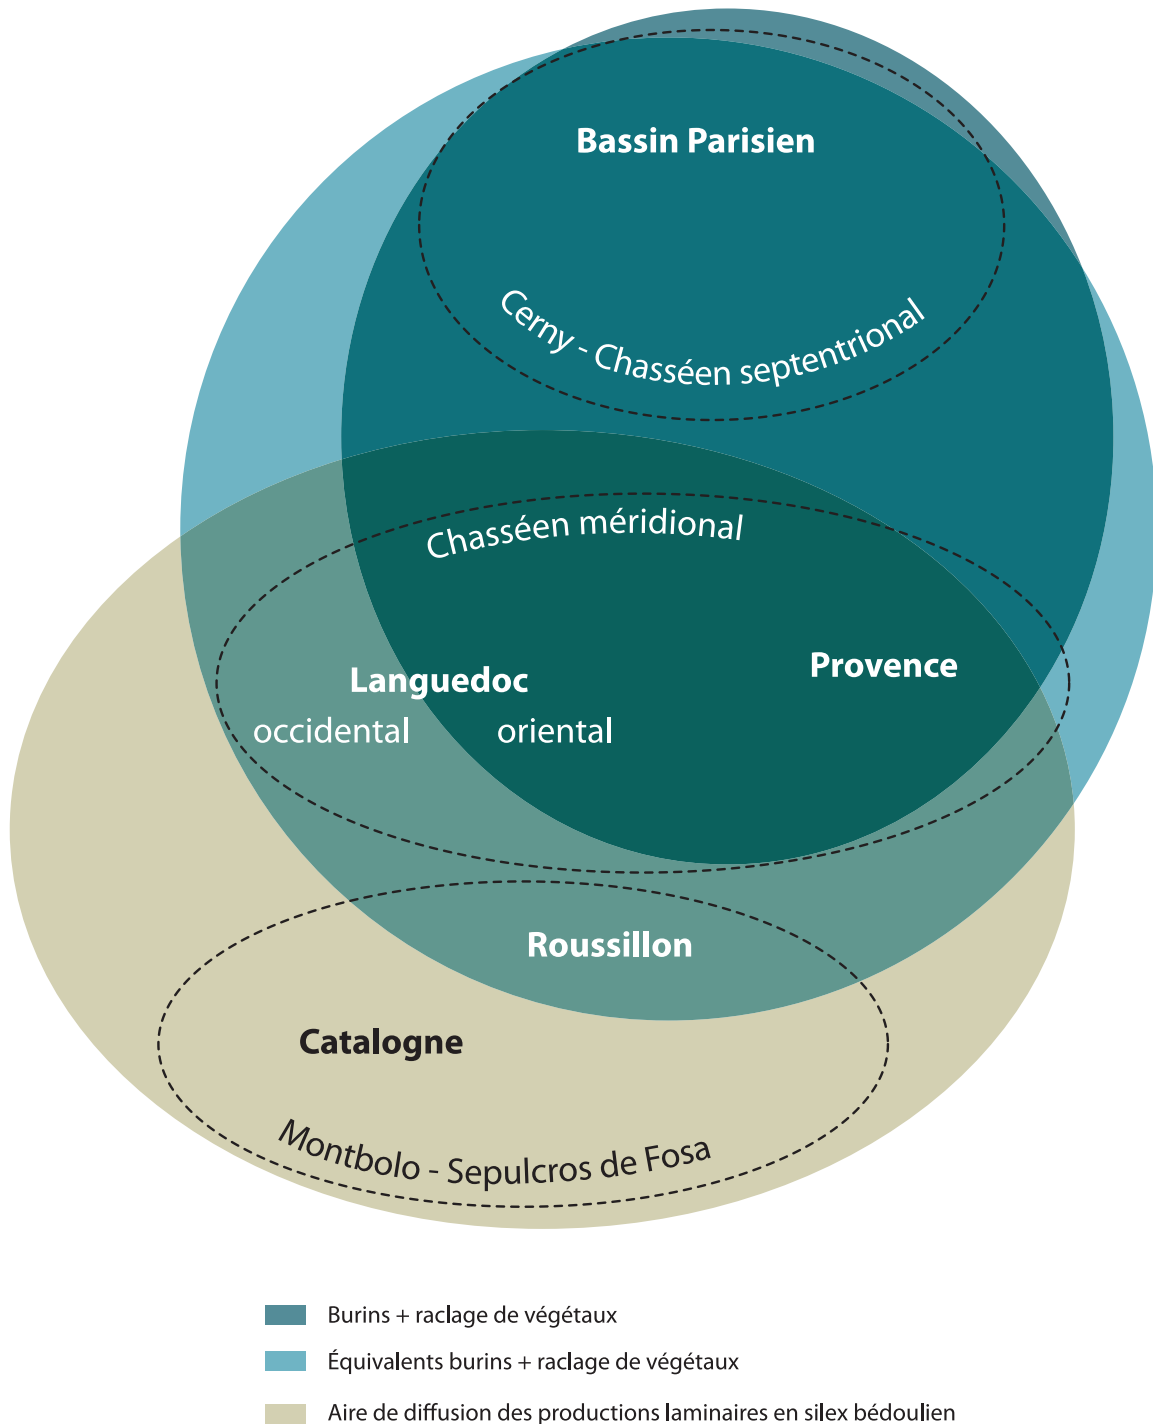 Bassin Parisien
Cerny - Chasséen septentrional
Chasséen méridional
Provence
Languedoc
occidental oriental
Roussillon
Catalogne
Montbolo - Sepulcros de Fosa
Burins + raclage de végétaux
Équivalents burins + raclage de végétaux
Aire de diffusion des productions laminaires en silex bédoulien